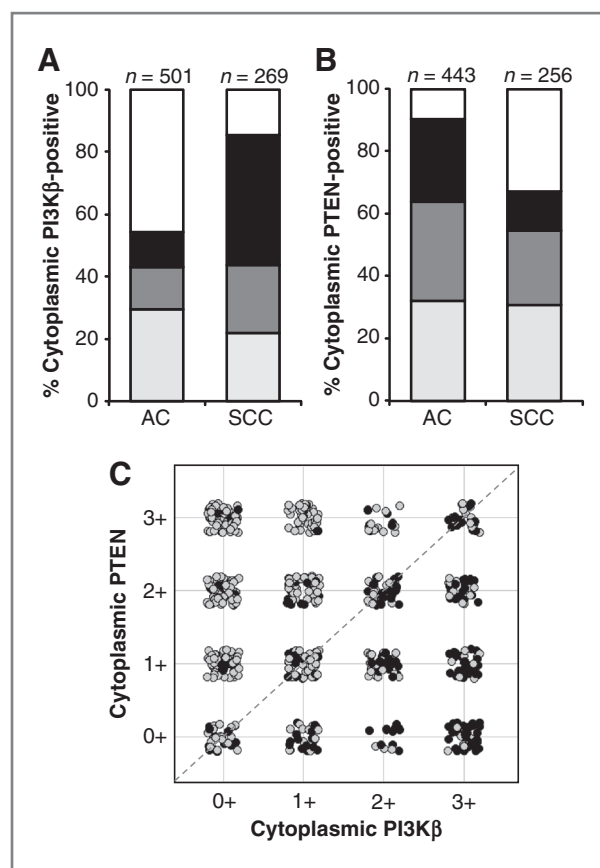 A
B
n = 501 n = 269
n = 443 n = 256
% Cytoplasmic PI3Kβ-positive
100
80
60
40
20
0
AC SCC
% Cytoplasmic PTEN-positive
100
80
60
40
20
0
AC SCC
C
Cytoplasmic PTEN
3+
2+
1+
0+
0+ 1+ 2+ 3+
Cytoplasmic PI3Kβ